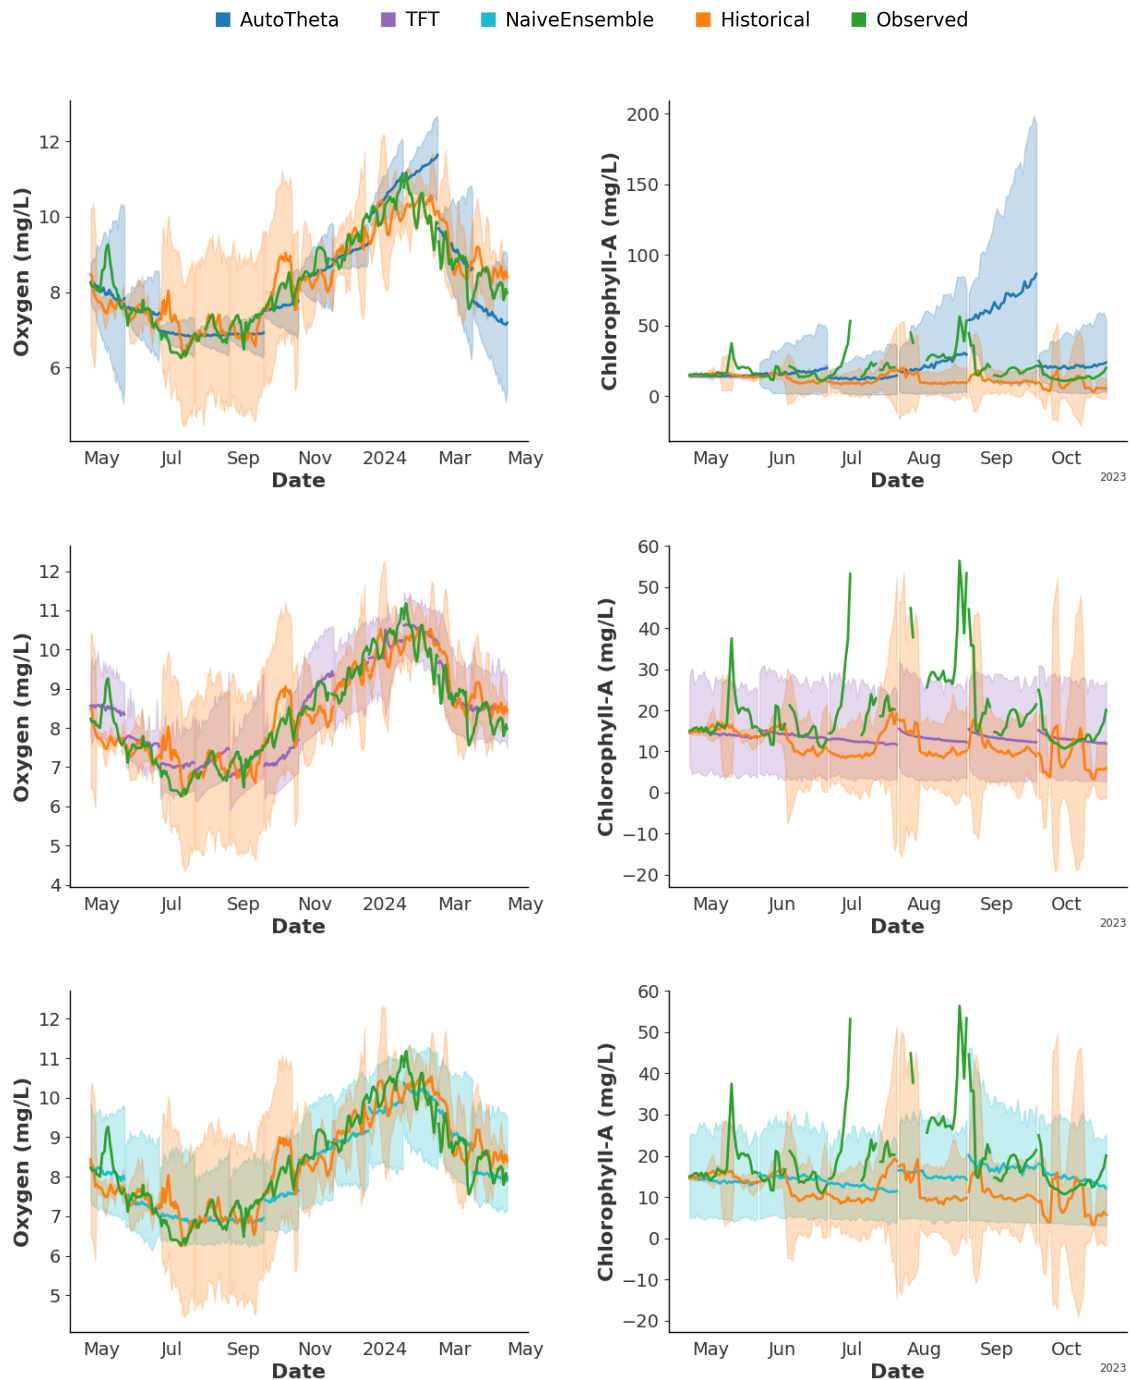 AutoTheta TFT NaiveEnsemble Historical Observed
Oxygen (mg/L)
12
10
8
6
May Jul Sep Nov 2024 Mar May
Date
Chlorophyll-A (mg/L)
200
150
100
50
0
May Jun Jul Aug Sep Oct
Date
2023
Oxygen (mg/L)
12
11
10
9
8
7
6
5
4
May Jul Sep Nov 2024 Mar May
Date
Chlorophyll-A (mg/L)
60
50
40
30
20
10
0
−10
−20
May Jun Jul Aug Sep Oct
Date
2023
Oxygen (mg/L)
12
11
10
9
8
7
6
5
May Jul Sep Nov 2024 Mar May
Date
Chlorophyll-A (mg/L)
60
50
40
30
20
10
0
−10
−20
May Jun Jul Aug Sep Oct
Date
2023